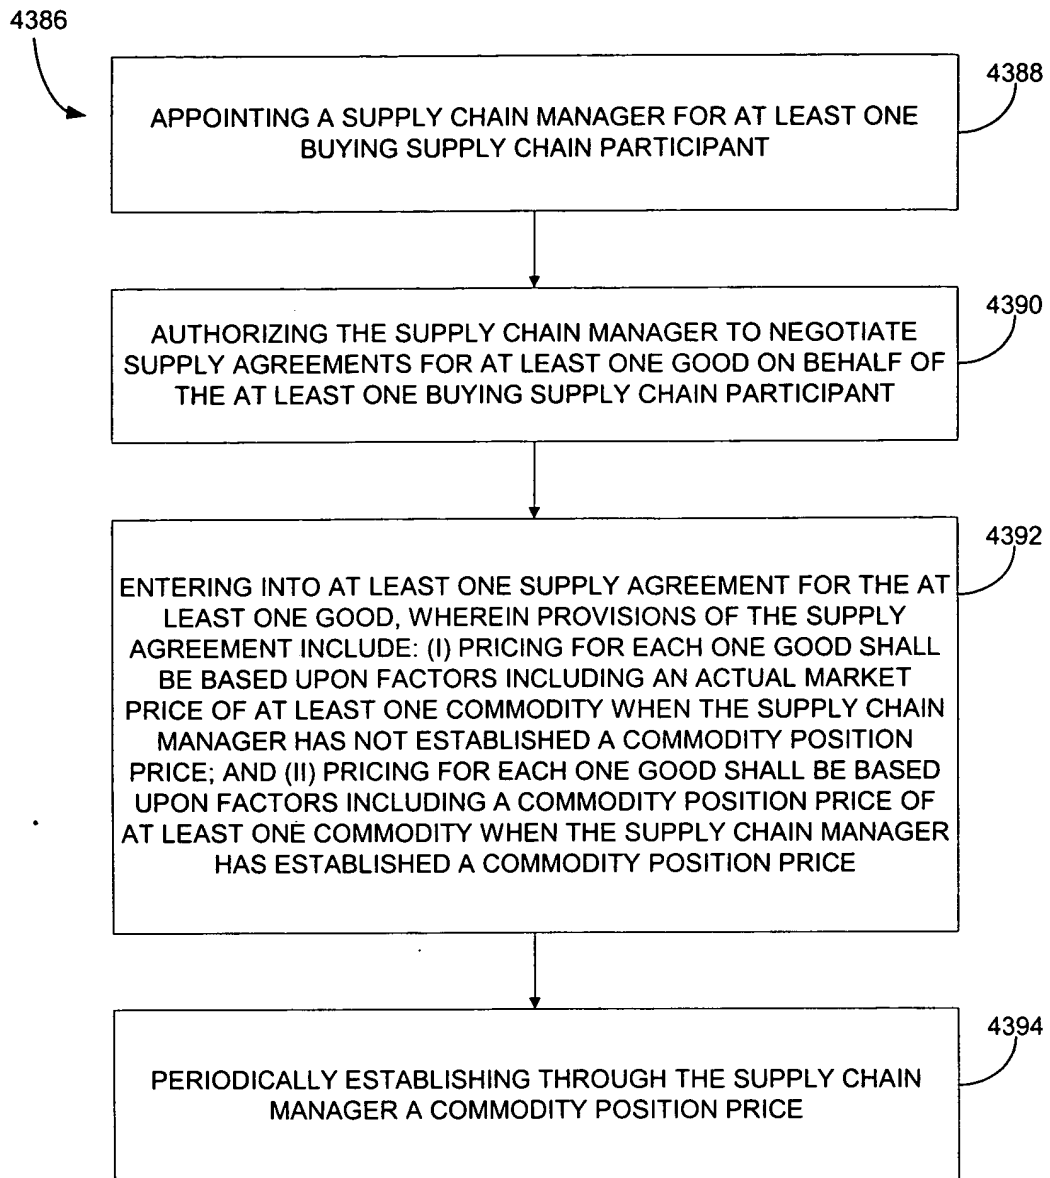 4386
4388
APPOINTING A SUPPLY CHAIN MANAGER FOR AT LEAST ONE
BUYING SUPPLY CHAIN PARTICIPANT
4390
AUTHORIZING THE SUPPLY CHAIN MANAGER TO NEGOTIATE
SUPPLY AGREEMENTS FOR AT LEAST ONE GOOD ON BEHALF OF
THE AT LEAST ONE BUYING SUPPLY CHAIN PARTICIPANT
4392
ENTERING INTO AT LEAST ONE SUPPLY AGREEMENT FOR THE AT
LEAST ONE GOOD, WHEREIN PROVISIONS OF THE SUPPLY
AGREEMENT INCLUDE: (I) PRICING FOR EACH ONE GOOD SHALL
BE BASED UPON FACTORS INCLUDING AN ACTUAL MARKET
PRICE OF AT LEAST ONE COMMODITY WHEN THE SUPPLY CHAIN
MANAGER HAS NOT ESTABLISHED A COMMODITY POSITION
PRICE; AND (II) PRICING FOR EACH ONE GOOD SHALL BE BASED
UPON FACTORS INCLUDING A COMMODITY POSITION PRICE OF
AT LEAST ONE COMMODITY WHEN THE SUPPLY CHAIN MANAGER
HAS ESTABLISHED A COMMODITY POSITION PRICE
4394
PERIODICALLY ESTABLISHING THROUGH THE SUPPLY CHAIN
MANAGER A COMMODITY POSITION PRICE